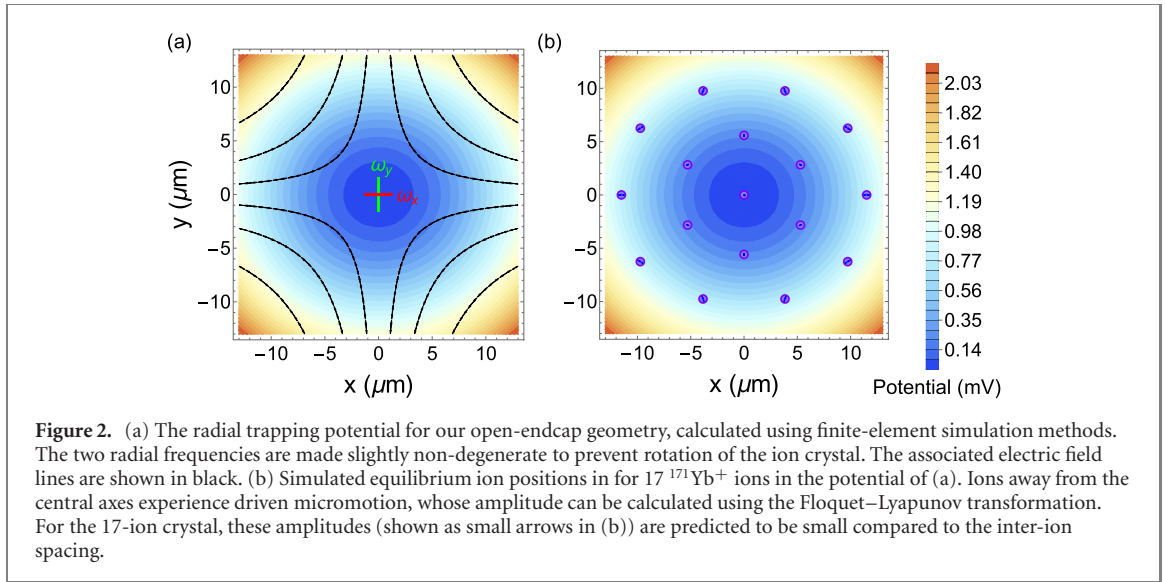 (a)
(b)
10
5
0
−5
−10
y (μm)
ωy
ωx
−10 −5 0 5 10
x (μm)
10
5
0
−5
−10
−10 −5 0 5 10
x (μm)
2.03
1.82
1.61
1.40
1.19
0.98
0.77
0.56
0.35
0.14
Potential (mV)
Figure 2. (a) The radial trapping potential for our open-endcap geometry, calculated using finite-element simulation methods.
The two radial frequencies are made slightly non-degenerate to prevent rotation of the ion crystal. The associated electric field
lines are shown in black. (b) Simulated equilibrium ion positions in for 17 ¹⁷¹Yb⁺ ions in the potential of (a). Ions away from the
central axes experience driven micromotion, whose amplitude can be calculated using the Floquet–Lyapunov transformation.
For the 17-ion crystal, these amplitudes (shown as small arrows in (b)) are predicted to be small compared to the inter-ion
spacing.